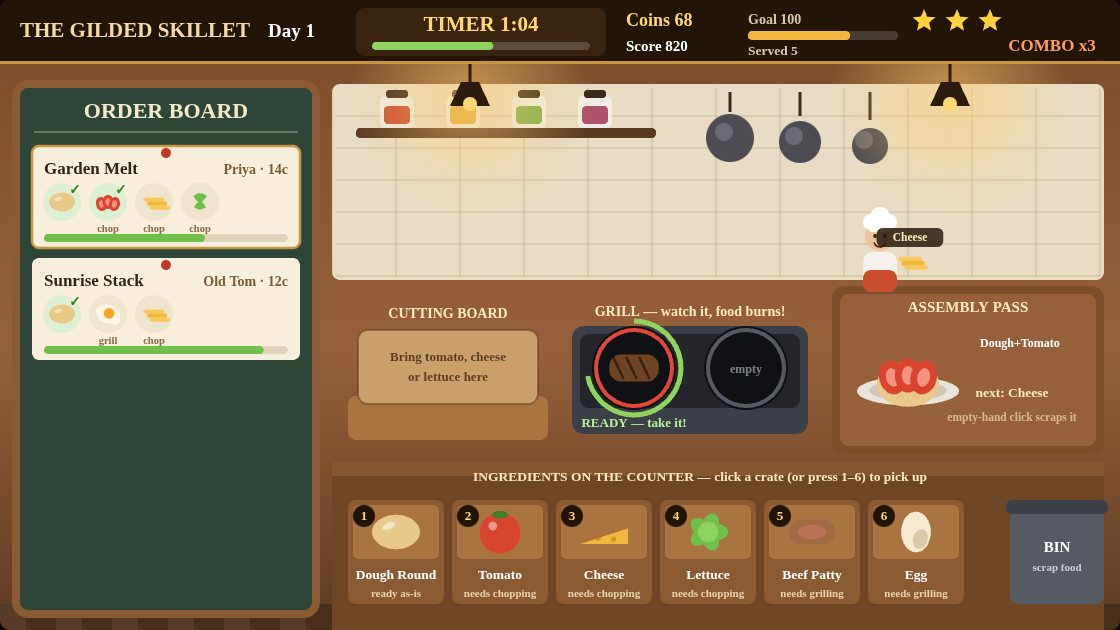 THE GILDED SKILLET Day 1
TIMER 1:04
Coins 68
Score 820
Goal 100
Served 5
COMBO x3
ORDER BOARD
Garden Melt Priya · 14c
chop chop chop
Sunrise Stack Old Tom · 12c
grill chop
Cheese
CUTTING BOARD
Bring tomato, cheese
or lettuce here
GRILL — watch it, food burns!
empty
READY — take it!
ASSEMBLY PASS
Dough+Tomato
next: Cheese
empty-hand click scraps it
INGREDIENTS ON THE COUNTER — click a crate (or press 1–6) to pick up
1
Dough Round
ready as-is
2
Tomato
needs chopping
3
Cheese
needs chopping
4
Lettuce
needs chopping
5
Beef Patty
needs grilling
6
Egg
needs grilling
BIN
scrap food